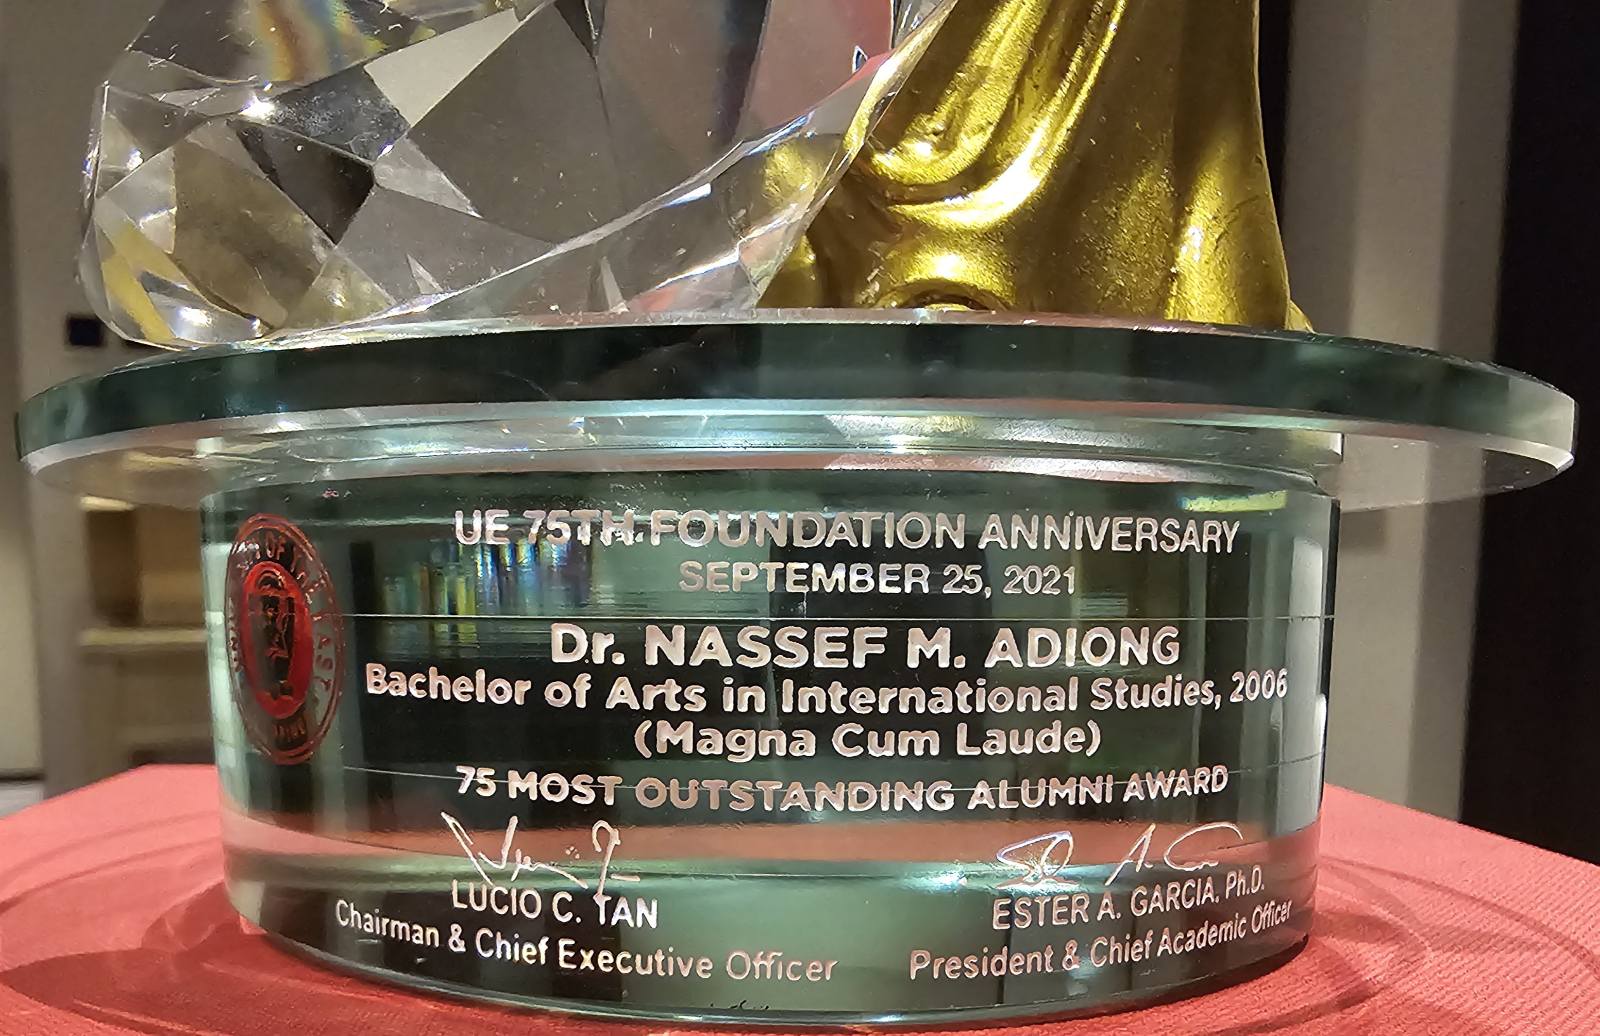 UE 75TH FOUNDATION ANNIVERSARY
SEPTEMBER 25, 2021
Dr. NASSEF M. ADIONG
Bachelor of Arts in International Studies, 2006
(Magna Cum Laude)
75 MOST OUTSTANDING ALUMNI AWARD
LUCIO C. TAN
Chairman & Chief Executive Officer
ESTER A. GARCIA. Ph.D.
President & Chief Academic Officer